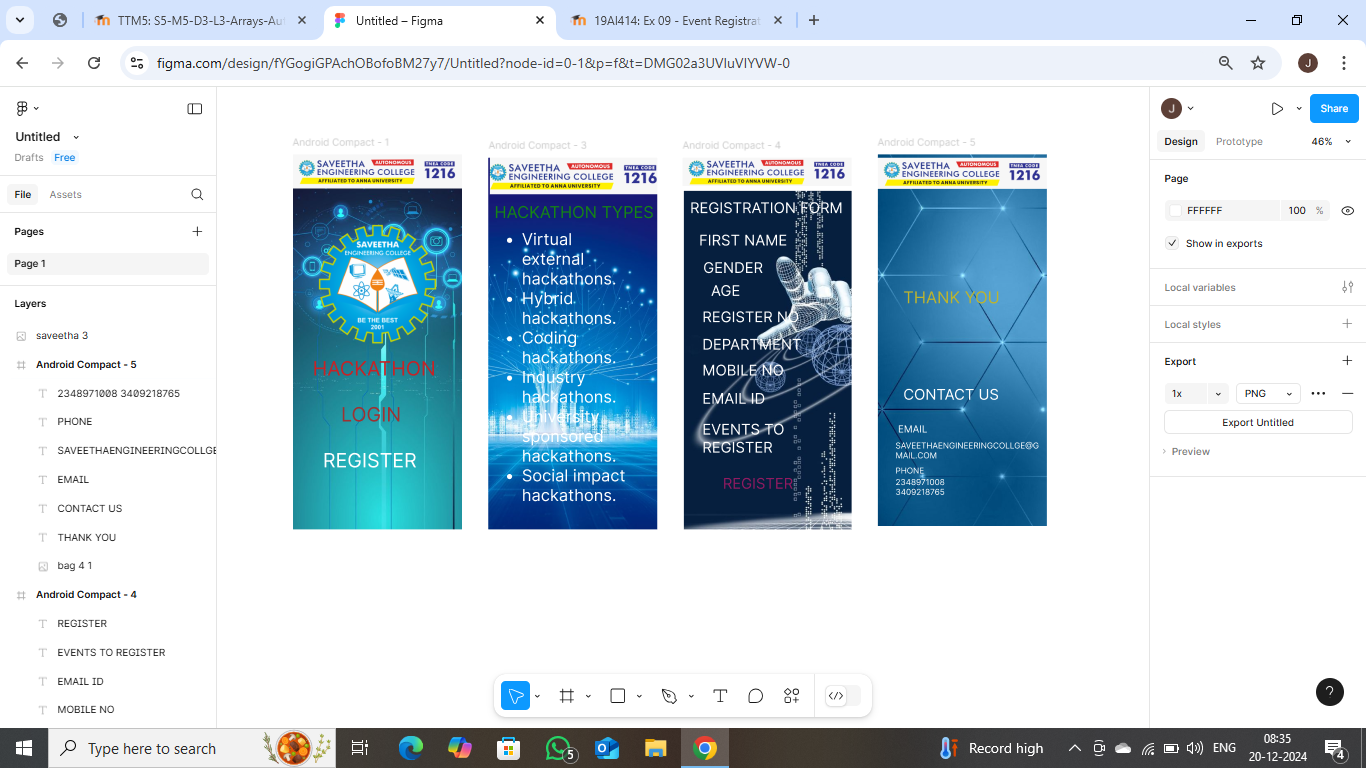 TTM5: S5-M5-D3-L3-Arrays-Aut
Untitled – Figma
19AI414: Ex 09 - Event Registrat
figma.com/design/fYGogiGPAchOBofoBM27y7/Untitled?node-id=0-1&p=f&t=DMG02a3UVIuVIYVW-0
J
Untitled
Drafts Free
File Assets
Pages
Page 1
Layers
saveetha 3
Android Compact - 5
2348971008 3409218765
PHONE
SAVEETHAENGINEERINGCOLLGE
EMAIL
CONTACT US
THANK YOU
bag 4 1
Android Compact - 4
REGISTER
EVENTS TO REGISTER
EMAIL ID
MOBILE NO
Android Compact - 1
SAVEETHA AUTONOMOUS
ENGINEERING COLLEGE
AFFILIATED TO ANNA UNIVERSITY
TNEA CODE
1216
SAVEETHA
ENGINEERING COLLEGE
BE THE BEST
2001
HACKATHON
LOGIN
REGISTER
Android Compact - 3
SAVEETHA AUTONOMOUS
ENGINEERING COLLEGE
AFFILIATED TO ANNA UNIVERSITY
TNEA CODE
1216
HACKATHON TYPES
• Virtual
external
hackathons.
• Hybrid
hackathons.
• Coding
hackathons.
• Industry
hackathons.
• University
sponsored
hackathons.
• Social impact
hackathons.
Android Compact - 4
SAVEETHA AUTONOMOUS
ENGINEERING COLLEGE
AFFILIATED TO ANNA UNIVERSITY
TNEA CODE
1216
REGISTRATION FORM
FIRST NAME
GENDER
AGE
REGISTER NO
DEPARTMENT
MOBILE NO
EMAIL ID
EVENTS TO
REGISTER
REGISTER
Android Compact - 5
SAVEETHA AUTONOMOUS
ENGINEERING COLLEGE
AFFILIATED TO ANNA UNIVERSITY
TNEA CODE
1216
THANK YOU
CONTACT US
EMAIL
SAVEETHAENGINEERINGCOLLGE@G
MAIL.COM
PHONE
2348971008
3409218765
J
Share
Design Prototype 46%
Page
FFFFFF 100 %
Show in exports
Local variables
Local styles
Export
1x PNG
Export Untitled
Preview
?
Type here to search
5
Record high
ENG
08:35
20-12-2024
4